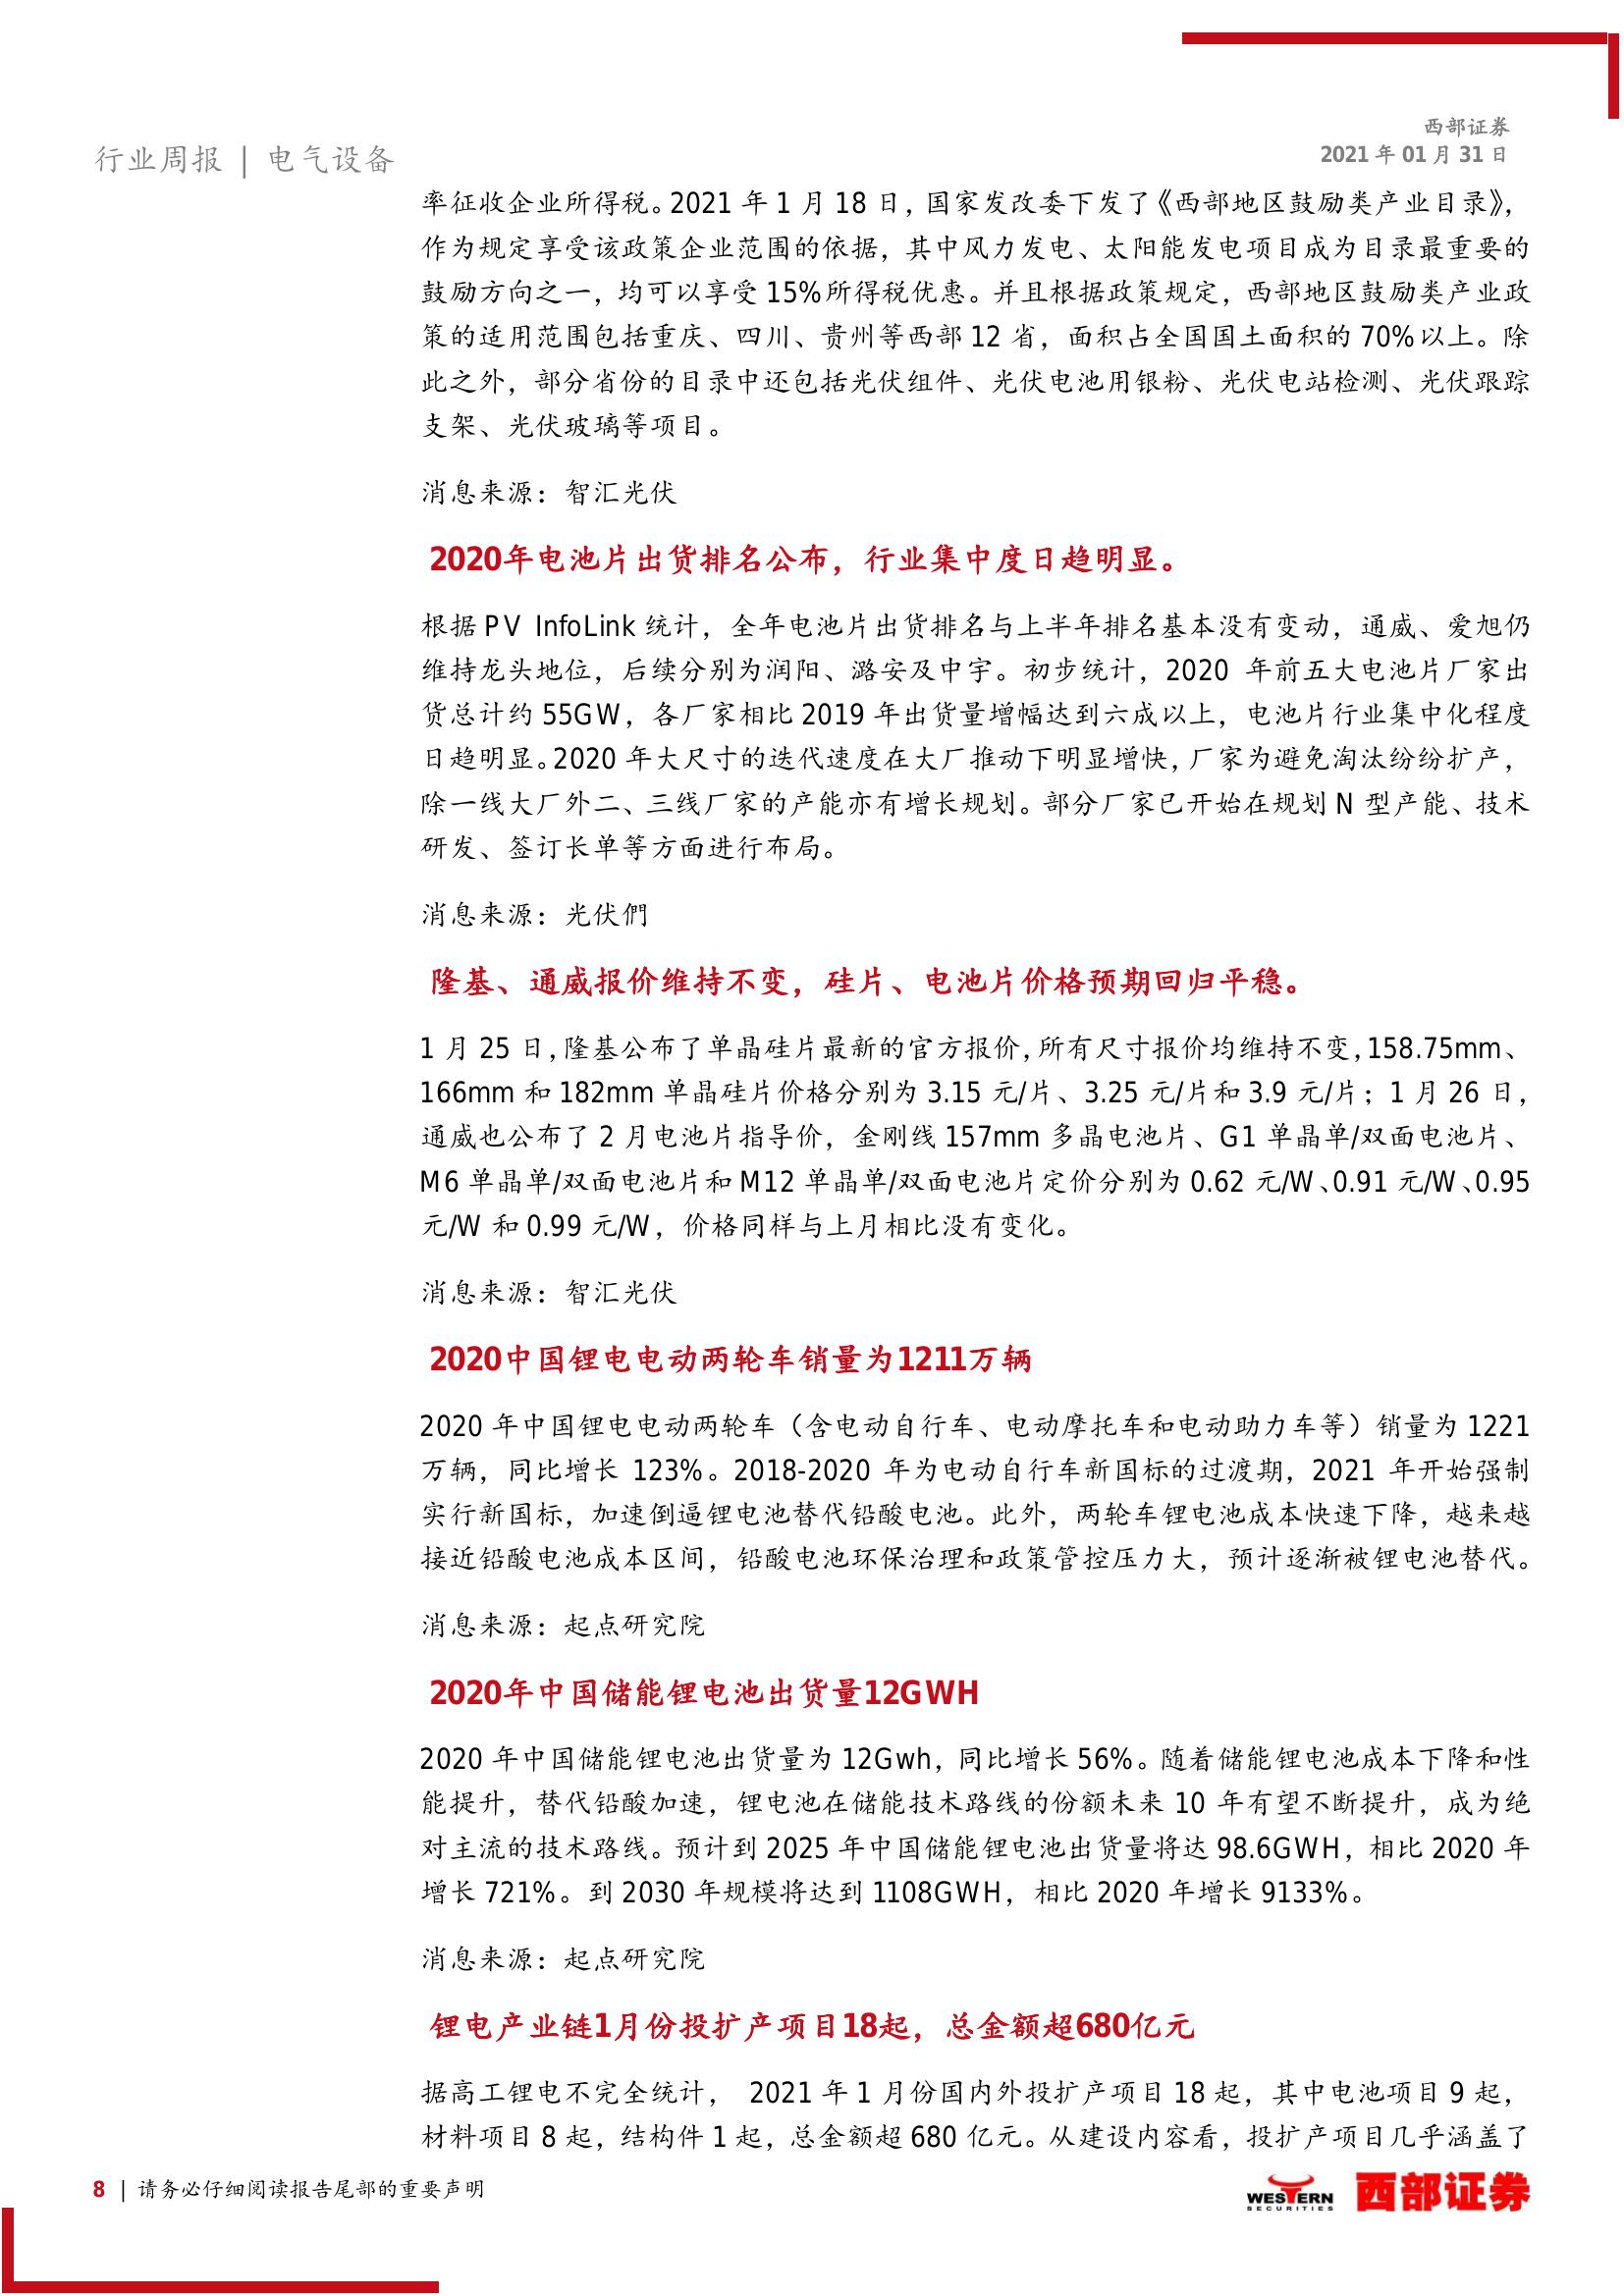 西部证券
行业周报 | 电气设备
2021 年 01 月 31 日
率征收企业所得税。2021 年 1 月 18 日，国家发改委下发了《西部地区鼓励类产业目录》，
作为规定享受该政策企业范围的依据，其中风力发电、太阳能发电项目成为目录最重要的
鼓励方向之一，均可以享受 15%所得税优惠。并且根据政策规定，西部地区鼓励类产业政
策的适用范围包括重庆、四川、贵州等西部 12 省，面积占全国国土面积的 70%以上。除
此之外，部分省份的目录中还包括光伏组件、光伏电池用银粉、光伏电站检测、光伏跟踪
支架、光伏玻璃等项目。
消息来源：智汇光伏
2020年电池片出货排名公布，行业集中度日趋明显。
根据 PV InfoLink 统计，全年电池片出货排名与上半年排名基本没有变动，通威、爱旭仍
维持龙头地位，后续分别为润阳、潞安及中宇。初步统计，2020 年前五大电池片厂家出
货总计约 55GW，各厂家相比 2019 年出货量增幅达到六成以上，电池片行业集中化程度
日趋明显。2020 年大尺寸的迭代速度在大厂推动下明显增快，厂家为避免淘汰纷纷扩产，
除一线大厂外二、三线厂家的产能亦有增长规划。部分厂家已开始在规划 N 型产能、技术
研发、签订长单等方面进行布局。
消息来源：光伏們
隆基、通威报价维持不变，硅片、电池片价格预期回归平稳。
1 月 25 日，隆基公布了单晶硅片最新的官方报价，所有尺寸报价均维持不变，158.75mm、
166mm 和 182mm 单晶硅片价格分别为 3.15 元/片、3.25 元/片和 3.9 元/片；1 月 26 日，
通威也公布了 2 月电池片指导价，金刚线 157mm 多晶电池片、G1 单晶单/双面电池片、
M6 单晶单/双面电池片和 M12 单晶单/双面电池片定价分别为 0.62 元/W、0.91 元/W、0.95
元/W 和 0.99 元/W，价格同样与上月相比没有变化。
消息来源：智汇光伏
2020中国锂电电动两轮车销量为1211万辆
2020 年中国锂电电动两轮车（含电动自行车、电动摩托车和电动助力车等）销量为 1221
万辆，同比增长 123%。2018-2020 年为电动自行车新国标的过渡期，2021 年开始强制
实行新国标，加速倒逼锂电池替代铅酸电池。此外，两轮车锂电池成本快速下降，越来越
接近铅酸电池成本区间，铅酸电池环保治理和政策管控压力大，预计逐渐被锂电池替代。
消息来源：起点研究院
2020年中国储能锂电池出货量12GWH
2020 年中国储能锂电池出货量为 12Gwh，同比增长 56%。随着储能锂电池成本下降和性
能提升，替代铅酸加速，锂电池在储能技术路线的份额未来 10 年有望不断提升，成为绝
对主流的技术路线。预计到 2025 年中国储能锂电池出货量将达 98.6GWH，相比 2020 年
增长 721%。到 2030 年规模将达到 1108GWH，相比 2020 年增长 9133%。
消息来源：起点研究院
锂电产业链1月份投扩产项目18起，总金额超680亿元
据高工锂电不完全统计， 2021 年 1 月份国内外投扩产项目 18 起，其中电池项目 9 起，
材料项目 8 起，结构件 1 起，总金额超 680 亿元。从建设内容看，投扩产项目几乎涵盖了
8 | 请务必仔细阅读报告尾部的重要声明
WESTERN
SECURITIES
西部证券